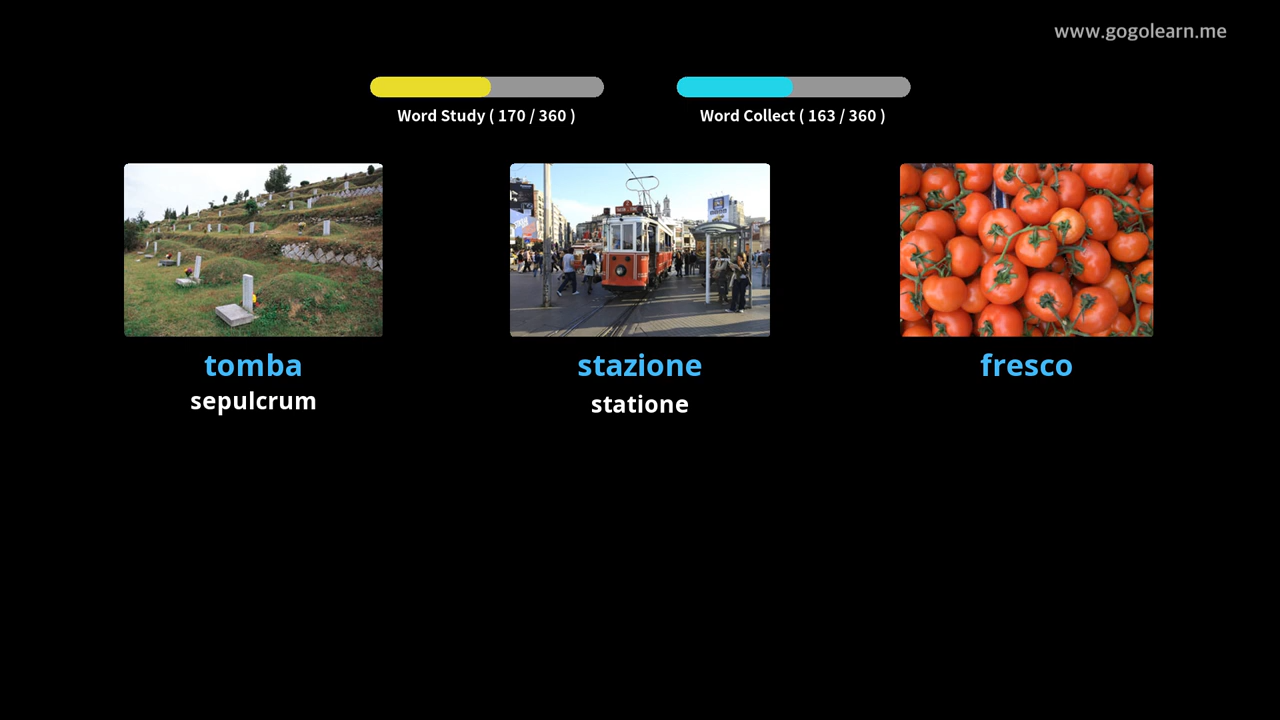 www.gogolearn.me
Word Study ( 170 / 360 )
Word Collect ( 163 / 360 )
tomba
stazione
fresco
sepulcrum
statione